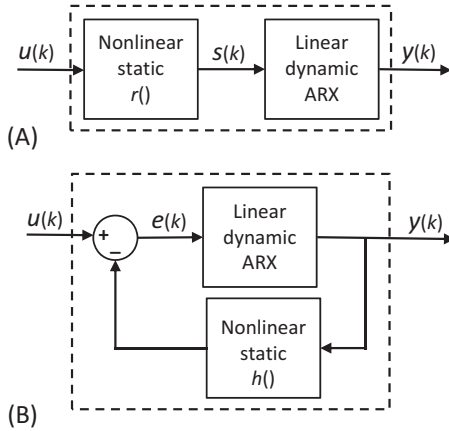 u(k)
Nonlinear
static
r()
s(k)
Linear
dynamic
ARX
y(k)
(A)
u(k)
+
−
e(k)
Linear
dynamic
ARX
y(k)
Nonlinear
static
h()
(B)